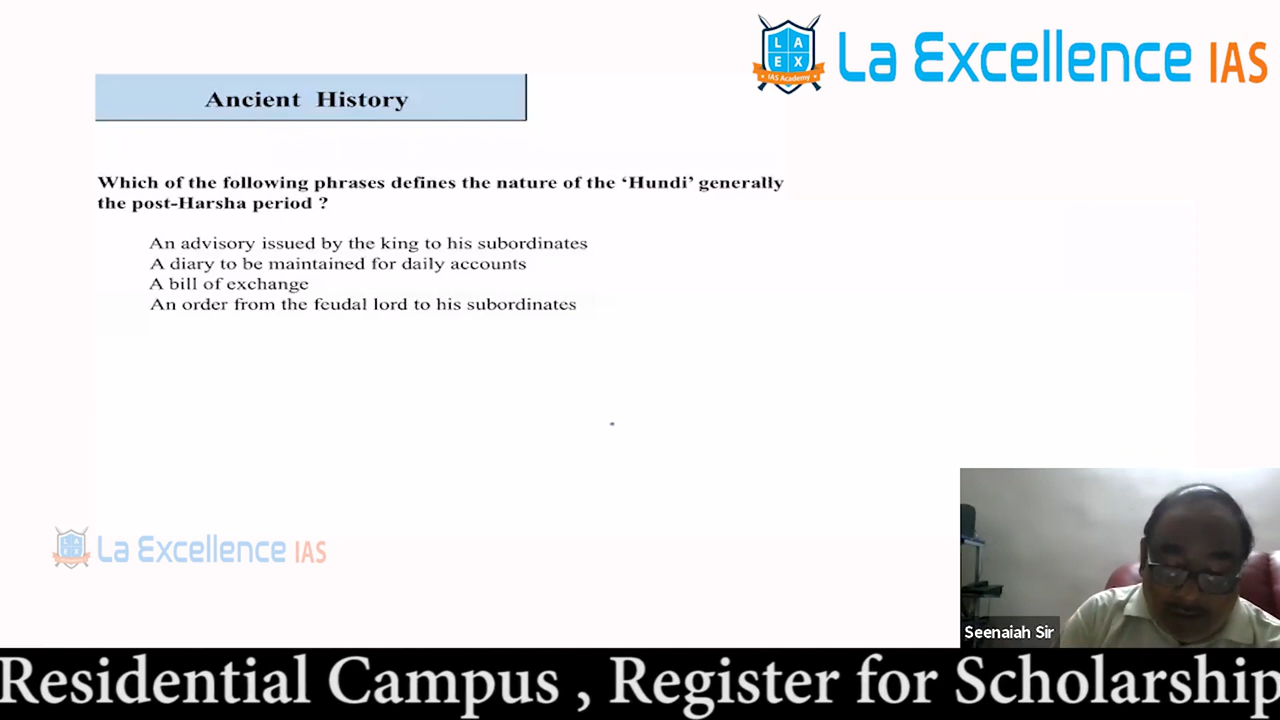 L A
E X
IAS Academy
La Excellence IAS
Ancient History
Which of the following phrases defines the nature of the ‘Hundi’ generally
the post-Harsha period ?
An advisory issued by the king to his subordinates
A diary to be maintained for daily accounts
A bill of exchange
An order from the feudal lord to his subordinates
L A
E X
La Excellence IAS
Seenaiah Sir
Residential Campus , Register for Scholarship